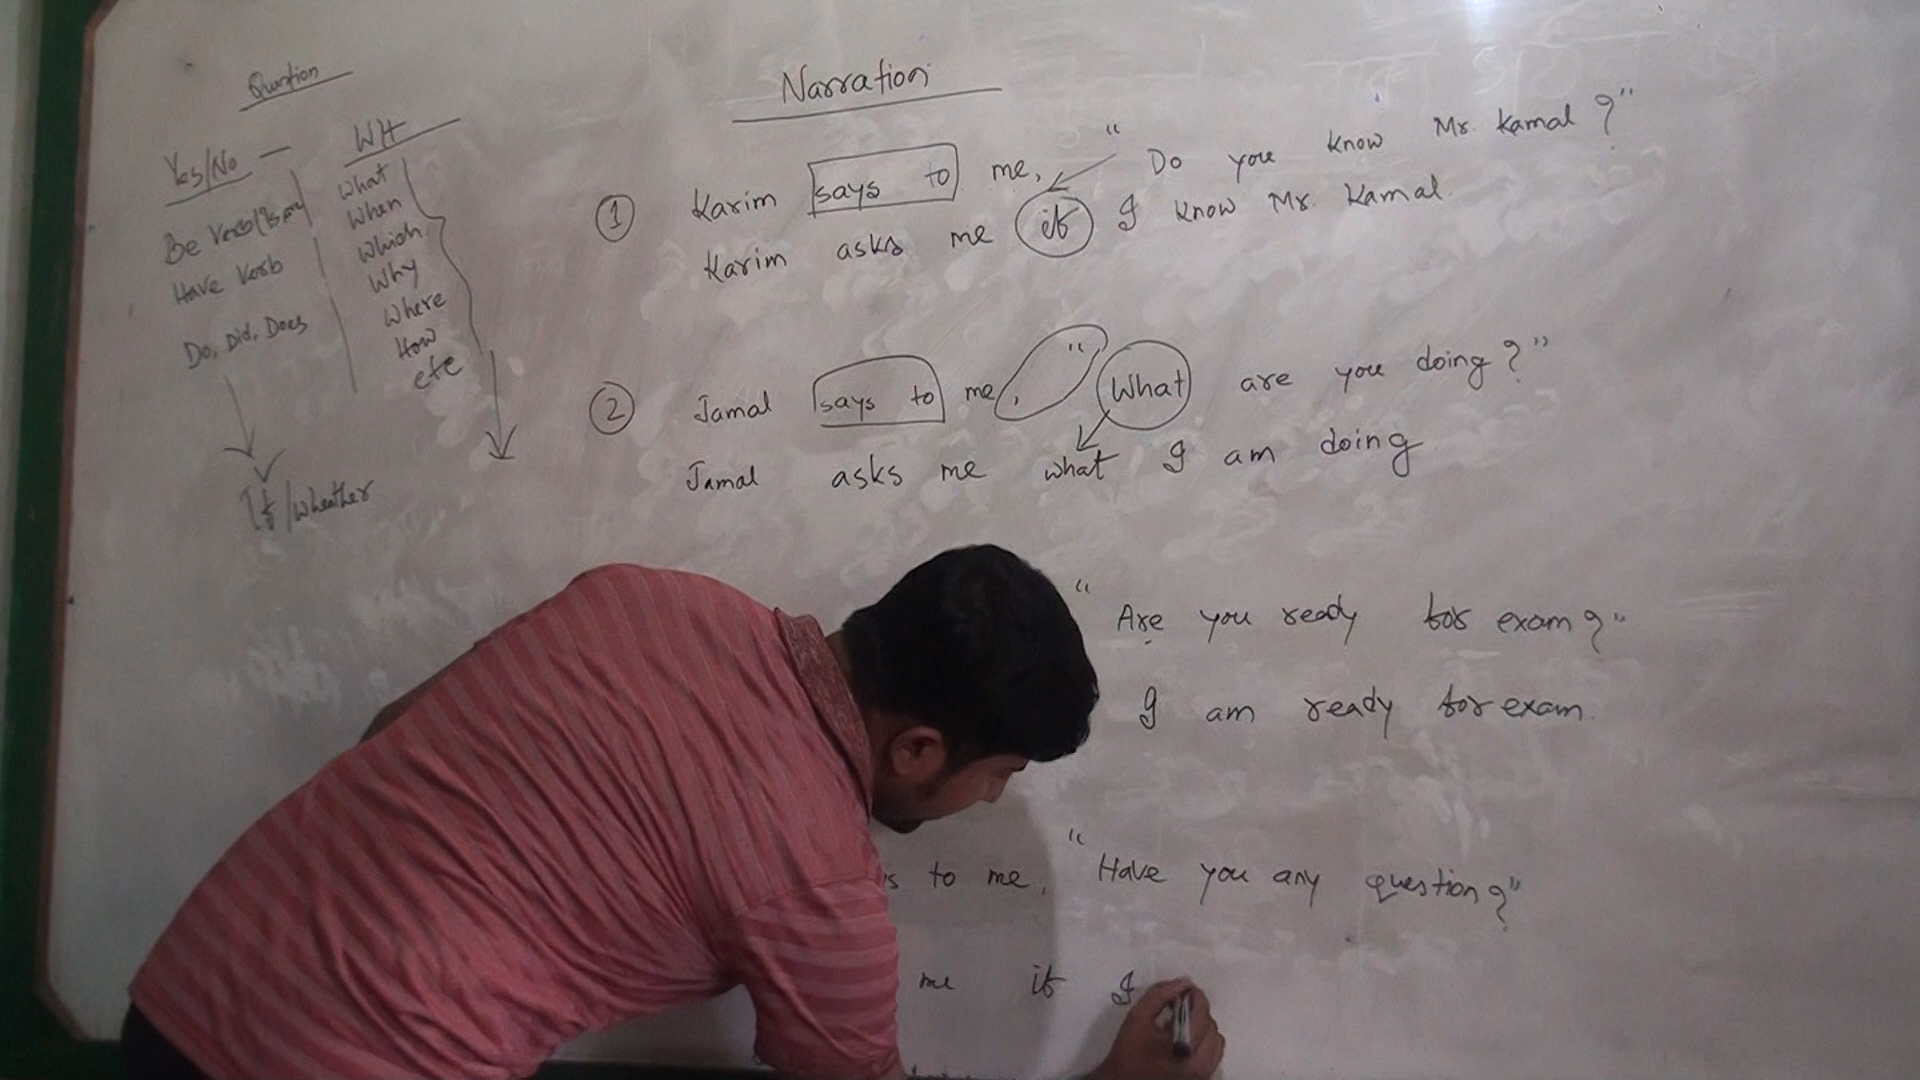 Question
Yes/No
Be Verb
Have Verb
Do, Did, Does
If/wheather
WH
what
when
which
why
where
How
etc
Narration
1 Karim says to me, " Do you know Mr. Kamal ?"
Karim asks me if I know Mr. Kamal.
2 Jamal says to me, " What are you doing ?"
Jamal asks me what I am doing
" Are you ready for exam ?"
I am ready for exam.
s to me, " Have you any question ?"
me if I